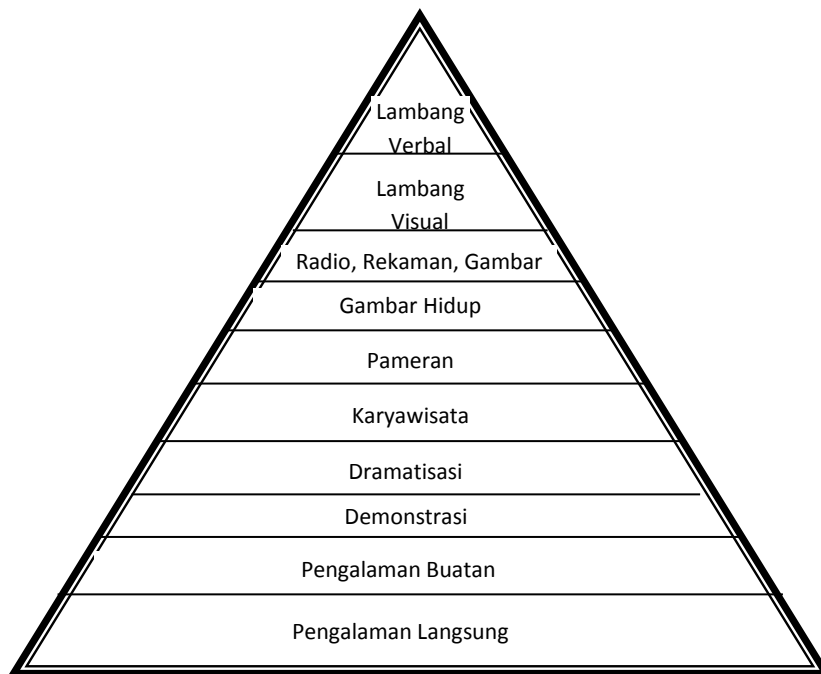 Lambang
Verbal
Lambang
Visual
Radio, Rekaman, Gambar
Gambar Hidup
Pameran
Karyawisata
Dramatisasi
Demonstrasi
Pengalaman Buatan
Pengalaman Langsung